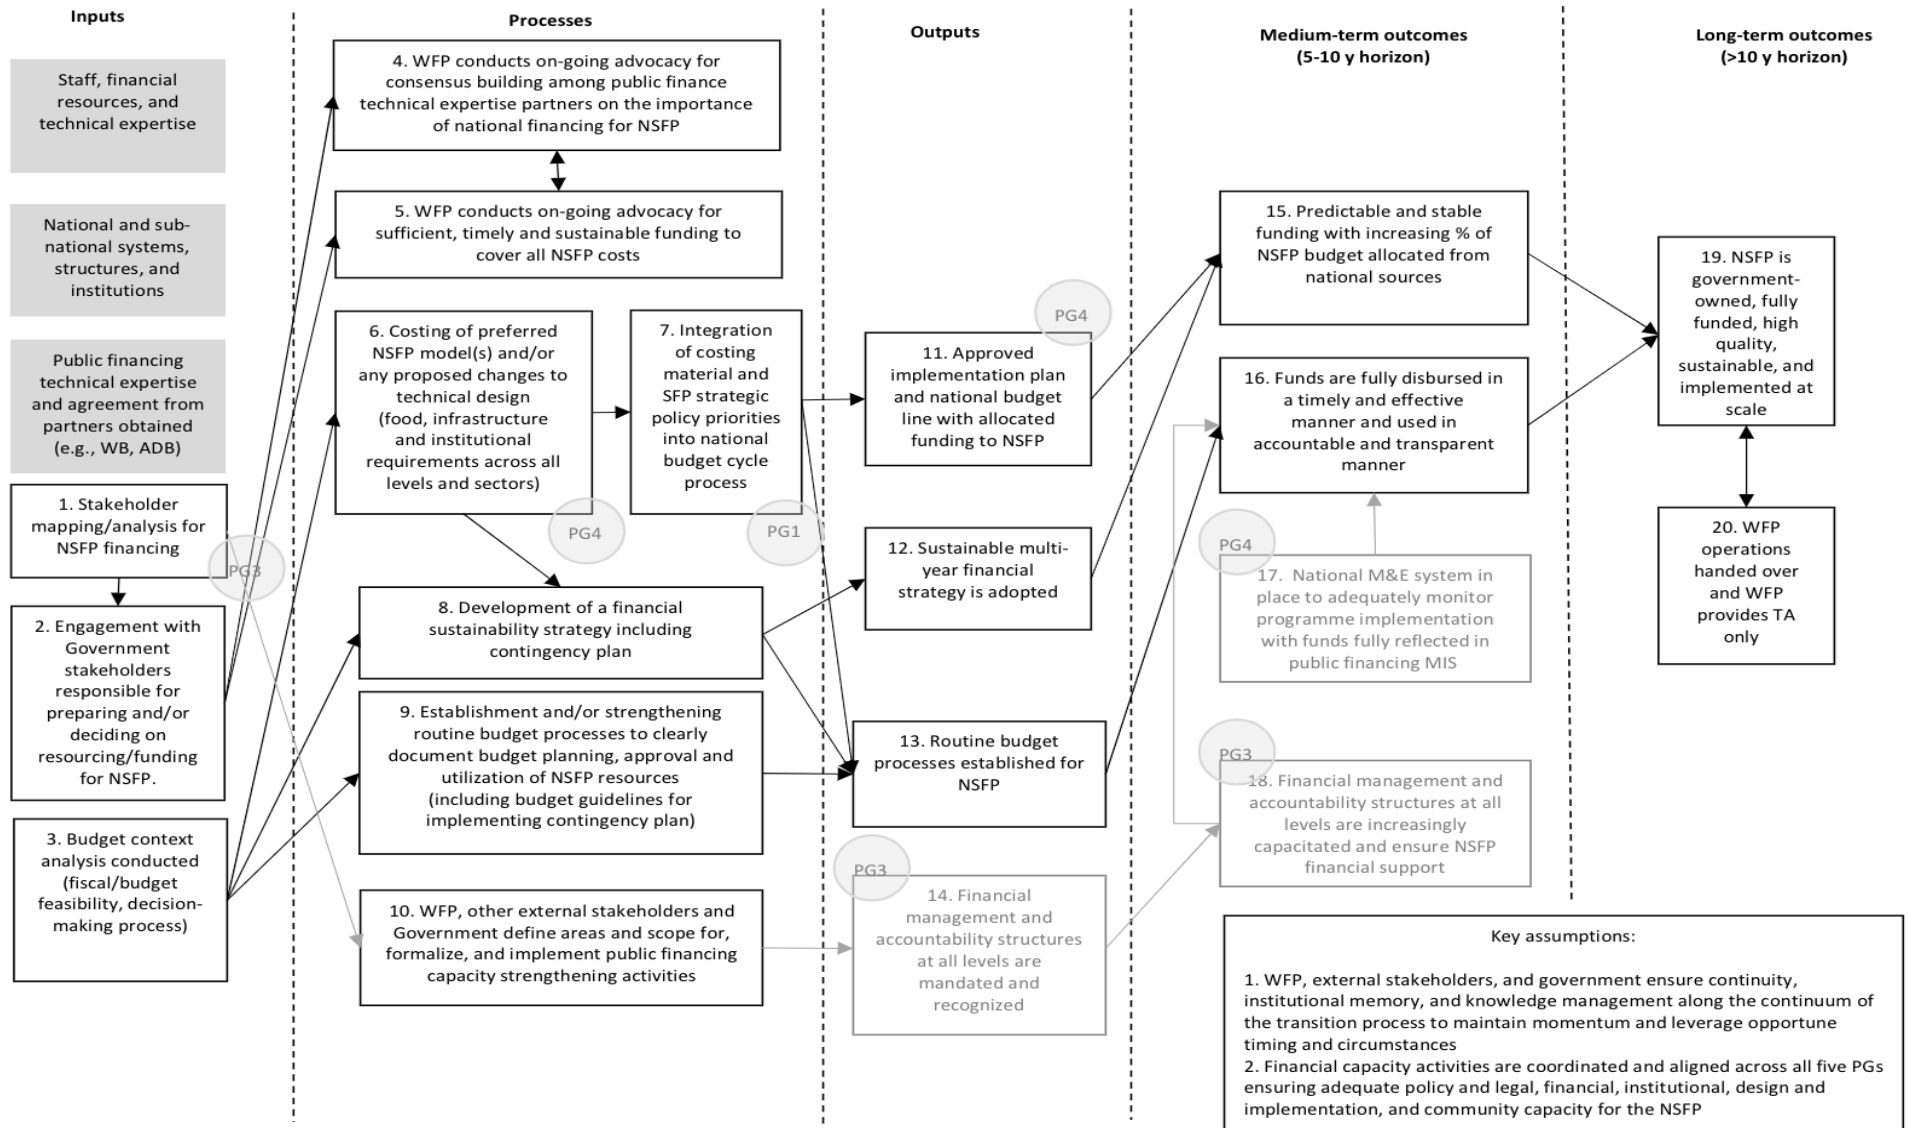 Inputs
Staff, financial
resources, and
technical expertise
National and sub-
national systems,
structures, and
institutions
Public financing
technical expertise
and agreement from
partners obtained
(e.g., WB, ADB)
1. Stakeholder
mapping/analysis for
NSFP financing
PG3
2. Engagement with
Government
stakeholders
responsible for
preparing and/or
deciding on
resourcing/funding
for NSFP.
3. Budget context
analysis conducted
(fiscal/budget
feasibility, decision-
making process)
Processes
4. WFP conducts on-going advocacy for
consensus building among public finance
technical expertise partners on the importance
of national financing for NSFP
5. WFP conducts on-going advocacy for
sufficient, timely and sustainable funding to
cover all NSFP costs
6. Costing of preferred
NSFP model(s) and/or
any proposed changes to
technical design
(food, infrastructure
and institutional
requirements across all
levels and sectors)
PG4
7. Integration
of costing
material and
SFP strategic
policy priorities
into national
budget cycle
process
PG1
8. Development of a financial
sustainability strategy including
contingency plan
9. Establishment and/or strengthening
routine budget processes to clearly
document budget planning, approval and
utilization of NSFP resources
(including budget guidelines for
implementing contingency plan)
10. WFP, other external stakeholders and
Government define areas and scope for,
formalize, and implement public financing
capacity strengthening activities
Outputs
PG4
11. Approved
implementation plan
and national budget
line with allocated
funding to NSFP
12. Sustainable multi-
year financial
strategy is adopted
13. Routine budget
processes established for
NSFP
PG3
14. Financial
management and
accountability structures
at all levels are
mandated and
recognized
Medium-term outcomes
(5-10 y horizon)
15. Predictable and stable
funding with increasing % of
NSFP budget allocated from
national sources
16. Funds are fully disbursed in
a timely and effective
manner and used in
accountable and transparent
manner
PG4
17. National M&E system in
place to adequately monitor
programme implementation
with funds fully reflected in
public financing MIS
PG3
18. Financial management and
accountability structures at all
levels are increasingly
capacitated and ensure NSFP
financial support
Long-term outcomes
(>10 y horizon)
19. NSFP is
government-
owned, fully
funded, high
quality,
sustainable, and
implemented at
scale
20. WFP
operations
handed over
and WFP
provides TA
only
Key assumptions:
1. WFP, external stakeholders, and government ensure continuity,
institutional memory, and knowledge management along the continuum of
the transition process to maintain momentum and leverage opportune
timing and circumstances
2. Financial capacity activities are coordinated and aligned across all five PGs
ensuring adequate policy and legal, financial, institutional, design and
implementation, and community capacity for the NSFP